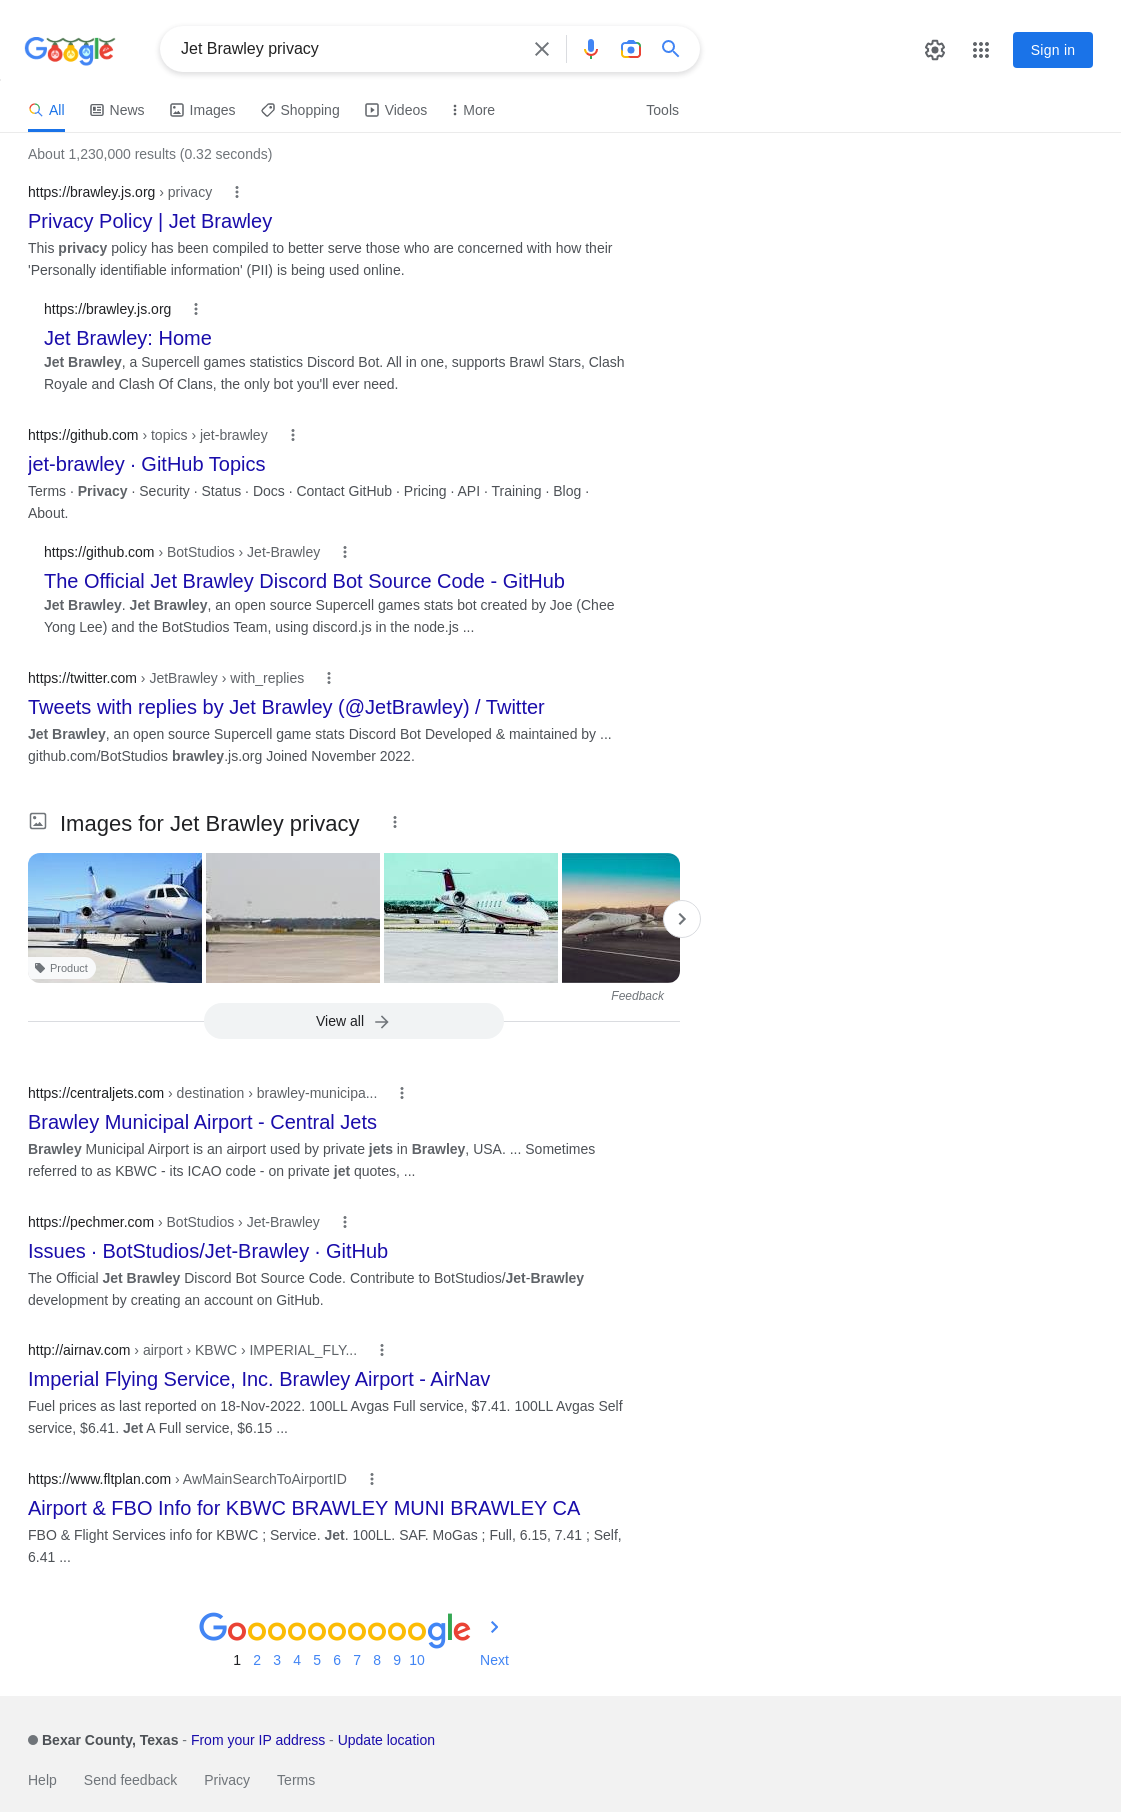 Google
Jet Brawley privacy
Sign in
All
News
Images
Shopping
Videos
More
Tools
About 1,230,000 results (0.32 seconds)
https://brawley.js.org › privacy
Privacy Policy | Jet Brawley
This privacy policy has been compiled to better serve those who are concerned with how their
'Personally identifiable information' (PII) is being used online.
https://brawley.js.org
Jet Brawley: Home
Jet Brawley, a Supercell games statistics Discord Bot. All in one, supports Brawl Stars, Clash
Royale and Clash Of Clans, the only bot you'll ever need.
https://github.com › topics › jet-brawley
jet-brawley · GitHub Topics
Terms · Privacy · Security · Status · Docs · Contact GitHub · Pricing · API · Training · Blog ·
About.
https://github.com › BotStudios › Jet-Brawley
The Official Jet Brawley Discord Bot Source Code - GitHub
Jet Brawley. Jet Brawley, an open source Supercell games stats bot created by Joe (Chee
Yong Lee) and the BotStudios Team, using discord.js in the node.js ...
https://twitter.com › JetBrawley › with_replies
Tweets with replies by Jet Brawley (@JetBrawley) / Twitter
Jet Brawley, an open source Supercell game stats Discord Bot Developed & maintained by ...
github.com/BotStudios brawley.js.org Joined November 2022.
Images for Jet Brawley privacy
Product
Feedback
View all
https://centraljets.com › destination › brawley-municipa...
Brawley Municipal Airport - Central Jets
Brawley Municipal Airport is an airport used by private jets in Brawley, USA. ... Sometimes
referred to as KBWC - its ICAO code - on private jet quotes, ...
https://pechmer.com › BotStudios › Jet-Brawley
Issues · BotStudios/Jet-Brawley · GitHub
The Official Jet Brawley Discord Bot Source Code. Contribute to BotStudios/Jet-Brawley
development by creating an account on GitHub.
http://airnav.com › airport › KBWC › IMPERIAL_FLY...
Imperial Flying Service, Inc. Brawley Airport - AirNav
Fuel prices as last reported on 18-Nov-2022. 100LL Avgas Full service, $7.41. 100LL Avgas Self
service, $6.41. Jet A Full service, $6.15 ...
https://www.fltplan.com › AwMainSearchToAirportID
Airport & FBO Info for KBWC BRAWLEY MUNI BRAWLEY CA
FBO & Flight Services info for KBWC ; Service. Jet. 100LL. SAF. MoGas ; Full, 6.15, 7.41 ; Self,
6.41 ...
Goooooooooogle
1 2 3 4 5 6 7 8 9 10 Next
Bexar County, Texas - From your IP address - Update location
Help Send feedback Privacy Terms